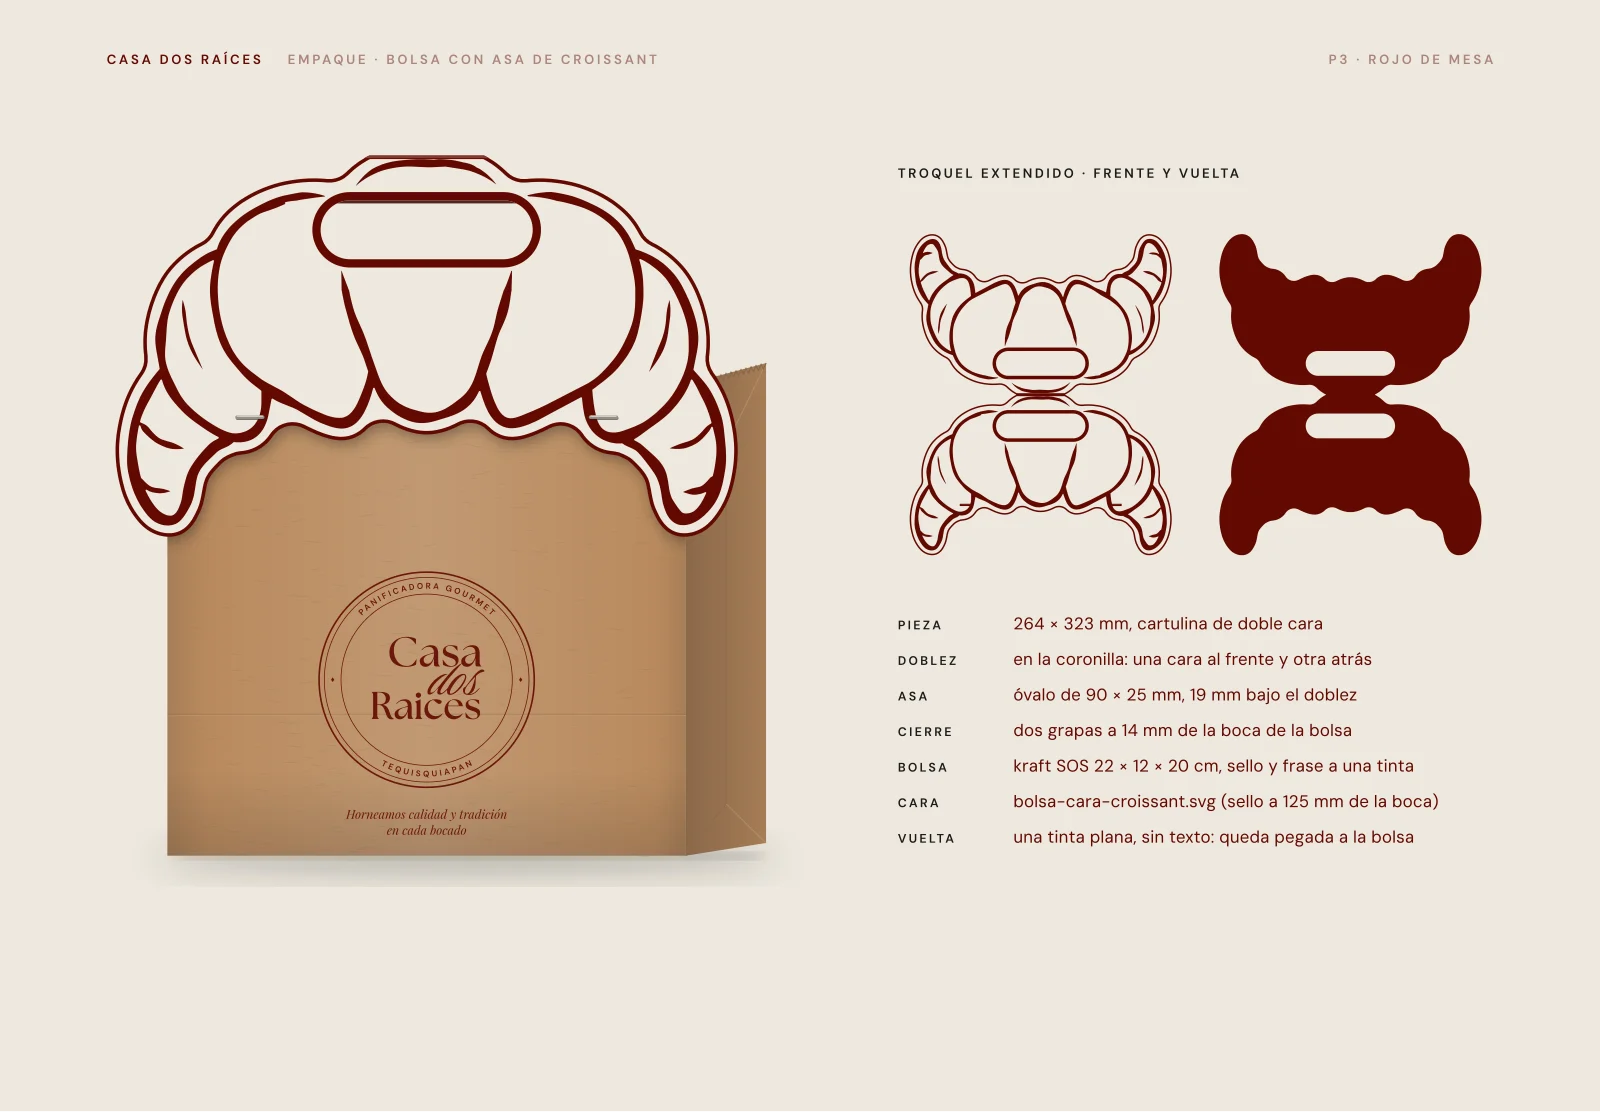 CASA DOS RAÍCES EMPAQUE · BOLSA CON ASA DE CROISSANT P3 · ROJO DE MESA
PANIFICADORA GOURMET
Casa
dos
Raices
TEQUISQUIAPAN
Horneamos calidad y tradición
en cada bocado
TROQUEL EXTENDIDO · FRENTE Y VUELTA
PIEZA 264 × 323 mm, cartulina de doble cara
DOBLEZ en la coronilla: una cara al frente y otra atrás
ASA óvalo de 90 × 25 mm, 19 mm bajo el doblez
CIERRE dos grapas a 14 mm de la boca de la bolsa
BOLSA kraft SOS 22 × 12 × 20 cm, sello y frase a una tinta
CARA bolsa-cara-croissant.svg (sello a 125 mm de la boca)
VUELTA una tinta plana, sin texto: queda pegada a la bolsa